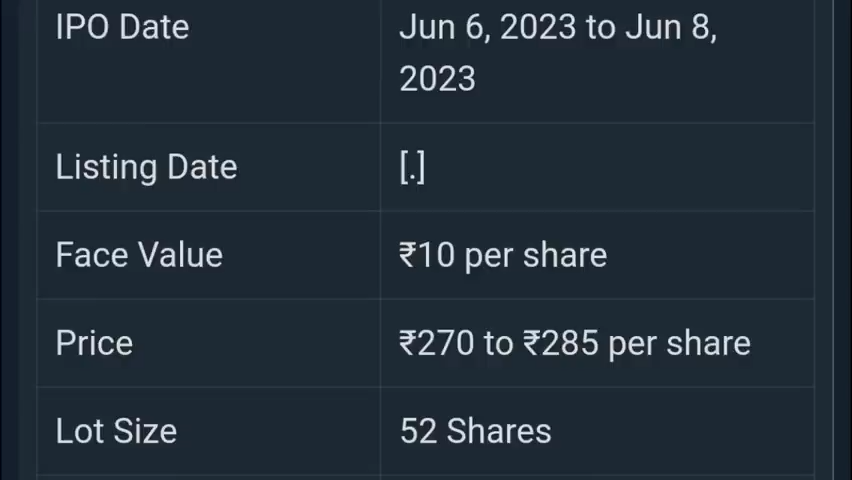 IPO Date
Jun 6, 2023 to Jun 8,
2023
Listing Date
[.]
Face Value
₹10 per share
Price
₹270 to ₹285 per share
Lot Size
52 Shares